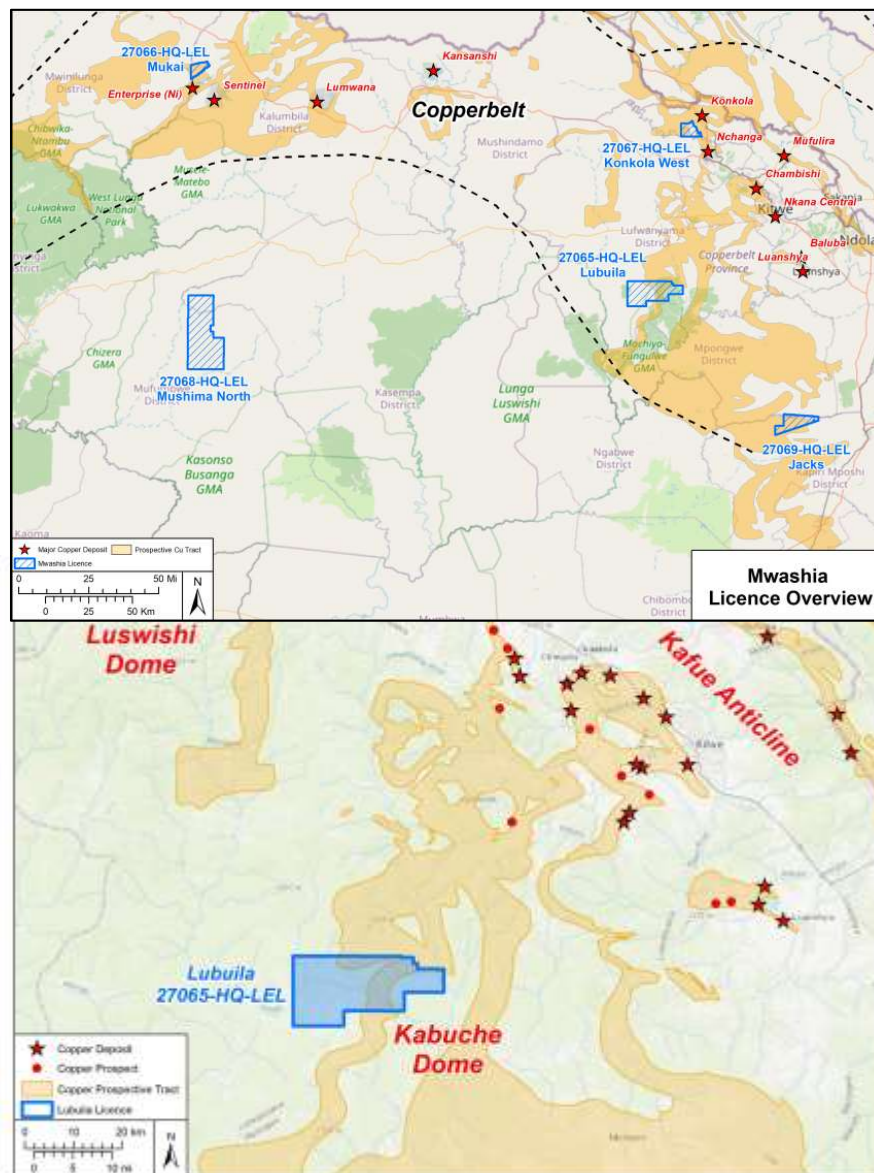 27066-HQ-LEL
Mukai
Mwinilunga
District
Enterprise (Ni)
Sentinel
Lumwana
Kansanshi
Kalumbila
District
Copperbelt
Mushindamo
District
Konkola
27067-HQ-LEL
Konkola West
Nchanga
Mufulira
Chambishi
Kitwe
Nkana Central
Sakania
Ndola
Chibwika-
Ntambu
GMA
Lukwakwa
GMA
West Lunga
National
Park
Musele-
Matebo
GMA
Lufwanyama
District
Copperbelt
Province
27065-HQ-LEL
Lubuila
Baluba
Luanshya
Luanshya
Chizera
GMA
Mufumbwe
District
27068-HQ-LEL
Mushima North
Kasempa
District
Lunga
Luswishi
GMA
Machiya-
Fungulwe
GMA
Mpongwe
District
Kasonso
Busanga
GMA
Ngabwe
District
27069-HQ-LEL
Jacks
Kapiri Mposhi
District
Kaoma
Chibombo
District
Major Copper Deposit
Prospective Cu Tract
Mwashia Licence
0 25 50 Mi
0 25 50 Km
N
Mwashia
Licence Overview
Luswishi
Dome
Kafue Anticline
Kitwe
Luanshya
Lubuila
27065-HQ-LEL
Kabuche
Dome
Copper Deposit
Copper Prospect
Copper Prospective Tract
Lubuila Licence
0 10 20 km
0 5 10 mi
N